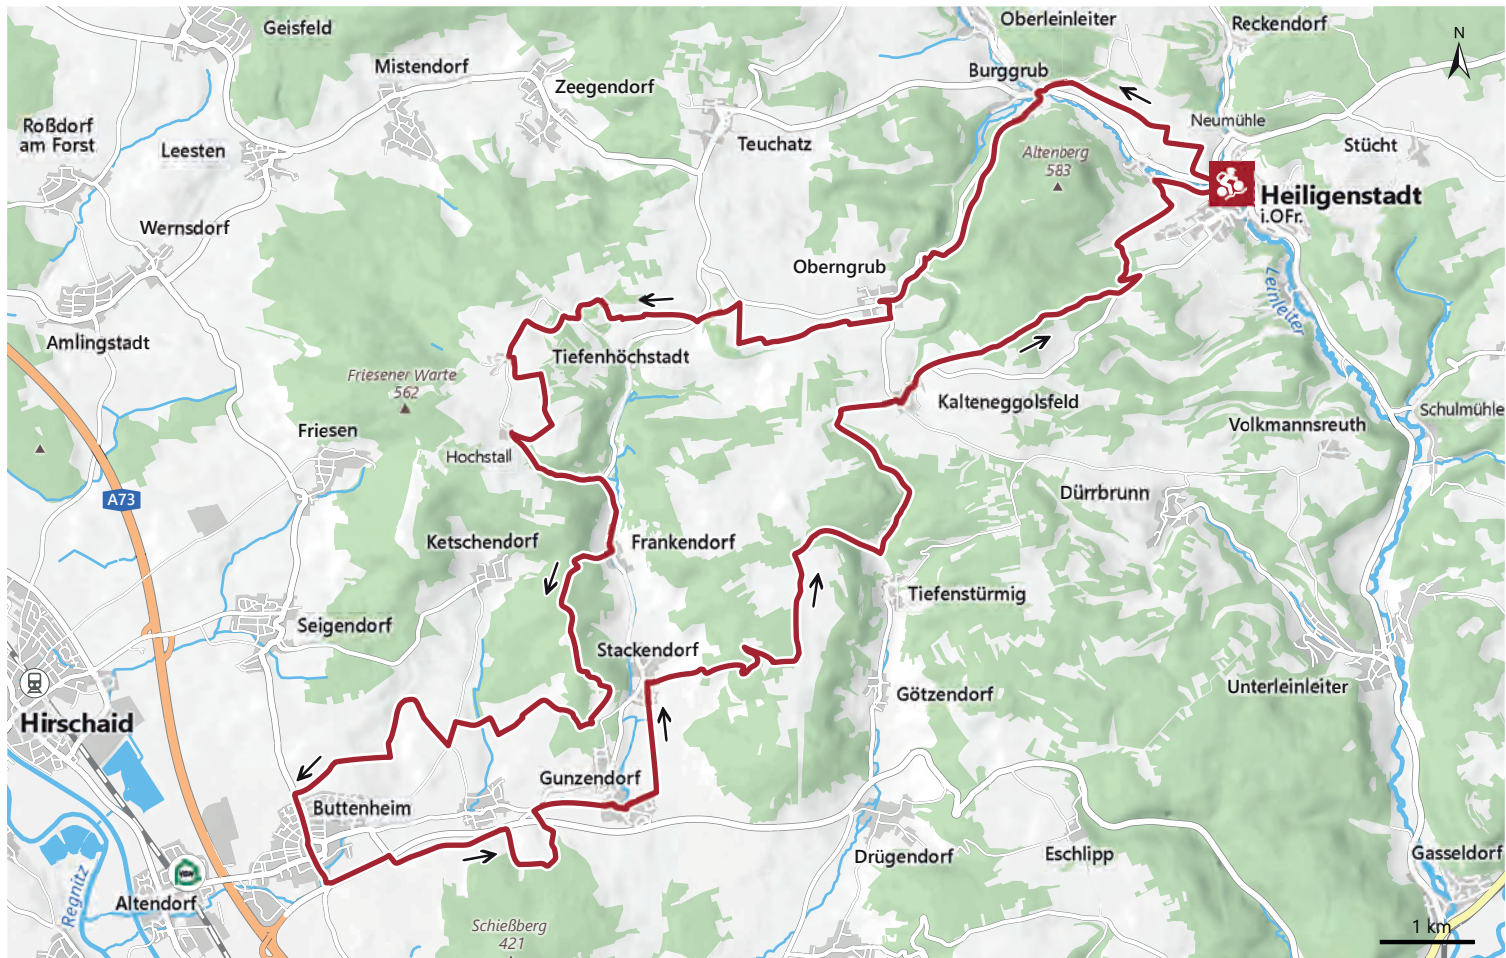 Geisfeld
Oberleinleiter
Reckendorf
N
Mistendorf
Zeegendorf
Burggrub
Roßdorf
am Forst
Leesten
Teuchatz
Neumühle
Stücht
Altenberg
583
Heiligenstadt
i.OFr.
Wernsdorf
Oberngrub
Leinleiter
Amlingstadt
Tiefenhöchstadt
Friesener Warte
562
Kalteneggolsfeld
Schulmühle
Volkmannsreuth
Friesen
Hochstall
A73
Dürrbrunn
Ketschendorf
Frankendorf
Tiefenstürmig
Seigendorf
Stackendorf
Götzendorf
Unterleinleiter
Hirschaid
Gunzendorf
Buttenheim
Drügendorf
Eschlipp
Gasseldorf
VGN
Altendorf
Regnitz
Schießberg
421
1 km